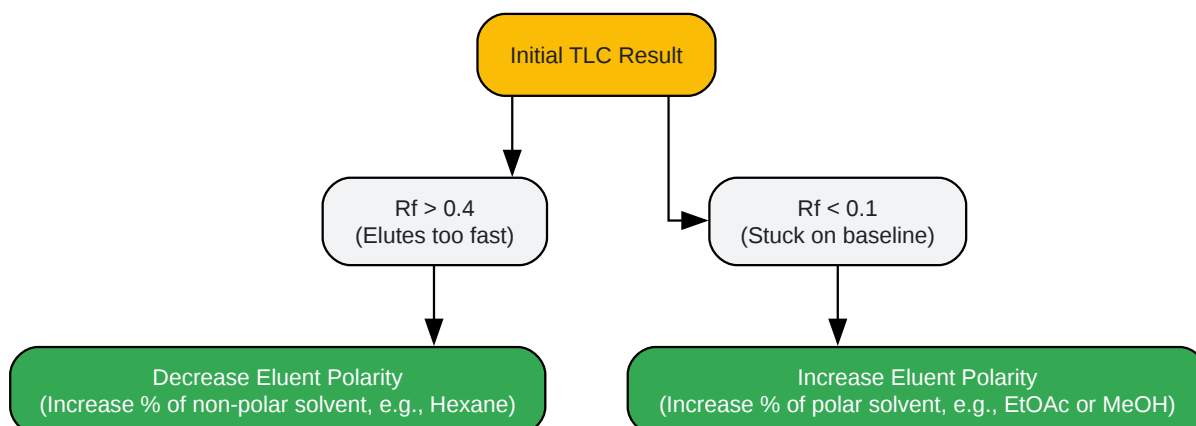 Initial TLC Result
Rf > 0.4
(Elutes too fast)
Rf < 0.1
(Stuck on baseline)
Decrease Eluent Polarity
(Increase % of non-polar solvent, e.g., Hexane)
Increase Eluent Polarity
(Increase % of polar solvent, e.g., EtOAc or MeOH)